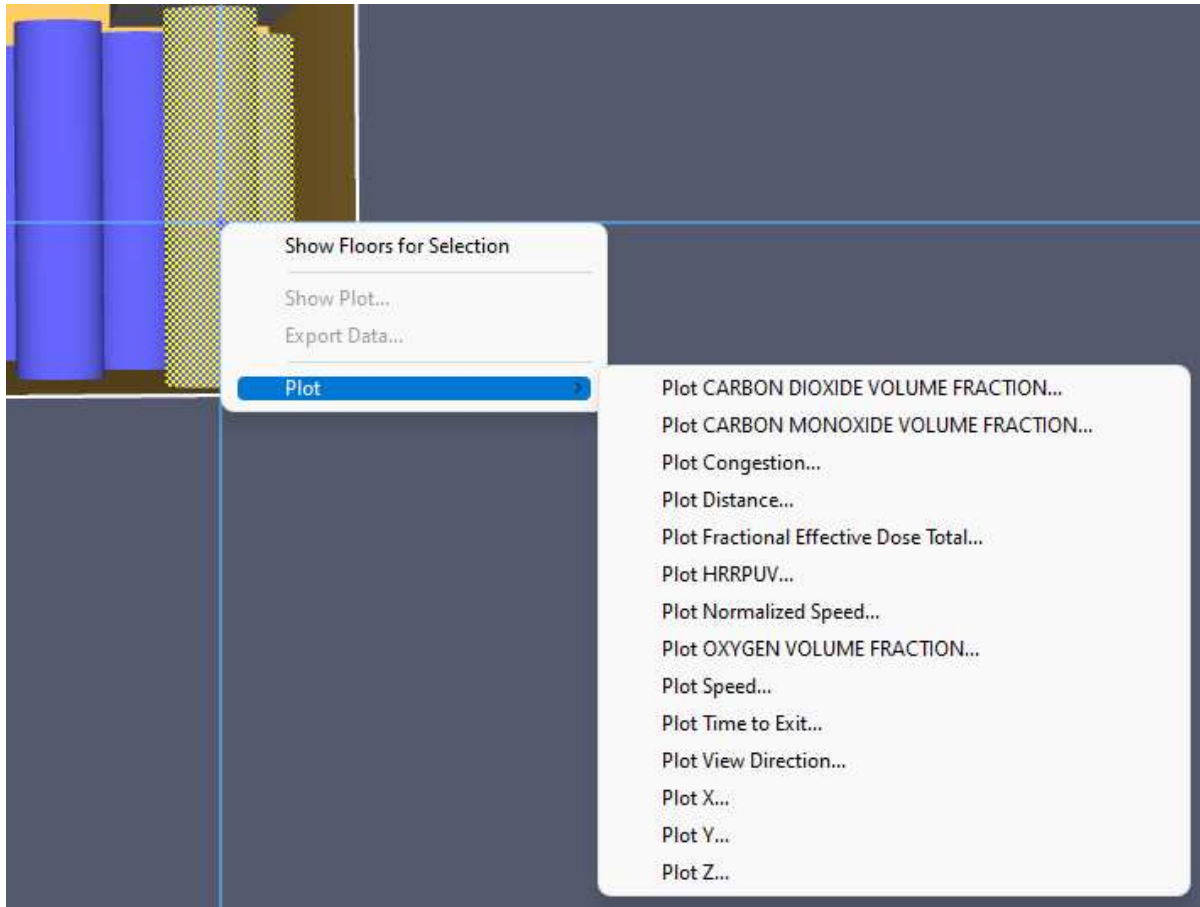 Show Floors for Selection
Show Plot...
Export Data...
Plot
Plot CARBON DIOXIDE VOLUME FRACTION...
Plot CARBON MONOXIDE VOLUME FRACTION...
Plot Congestion...
Plot Distance...
Plot Fractional Effective Dose Total...
Plot HRRPUV...
Plot Normalized Speed...
Plot OXYGEN VOLUME FRACTION...
Plot Speed...
Plot Time to Exit...
Plot View Direction...
Plot X...
Plot Y...
Plot Z...